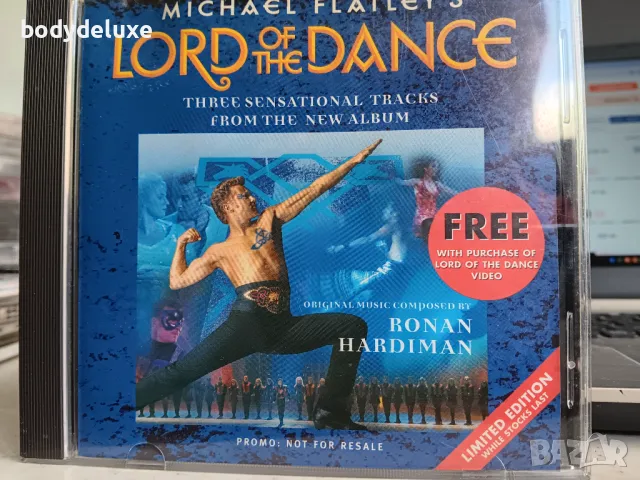 bodydeluxe
MICHAEL FLATLEY'S
LORD OF THE DANCE
THREE SENSATIONAL TRACKS
FROM THE NEW ALBUM
FREE
WITH PURCHASE OF
LORD OF THE DANCE
VIDEO
ORIGINAL MUSIC COMPOSED BY
RONAN
HARDIMAN
LIMITED EDITION
WHILE STOCKS LAST
PROMO: NOT FOR RESALE
BAZAR